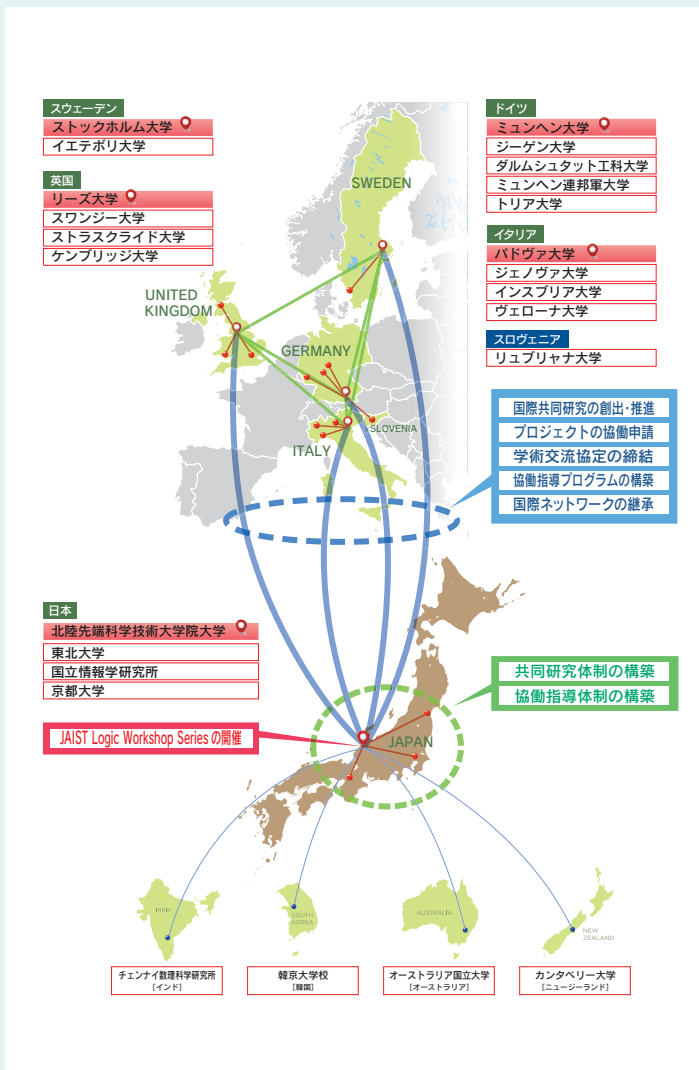 スウェーデン
ストックホルム大学
イエテボリ大学
英国
リーズ大学
スワンジー大学
ストラスクライド大学
ケンブリッジ大学
ドイツ
ミュンヘン大学
ジーゲン大学
ダルムシュタット工科大学
ミュンヘン連邦軍大学
トリア大学
イタリア
パドヴァ大学
ジェノヴァ大学
インスブリア大学
ヴェローナ大学
スロヴェニア
リュブリャナ大学
SWEDEN
UNITED
KINGDOM
GERMANY
SLOVENIA
ITALY
国際共同研究の創出・推進
プロジェクトの協働申請
学術交流協定の締結
協働指導プログラムの構築
国際ネットワークの継承
日本
北陸先端科学技術大学院大学
東北大学
国立情報学研究所
京都大学
共同研究体制の構築
協働指導体制の構築
JAIST Logic Workshop Series の開催
JAPAN
INDIA
SOUTH
KOREA
AUSTRALIA
NEW
ZEALAND
チェンナイ数理科学研究所
[インド]
韓京大学校
[韓国]
オーストラリア国立大学
[オーストラリア]
カンタベリー大学
[ニュージーランド]